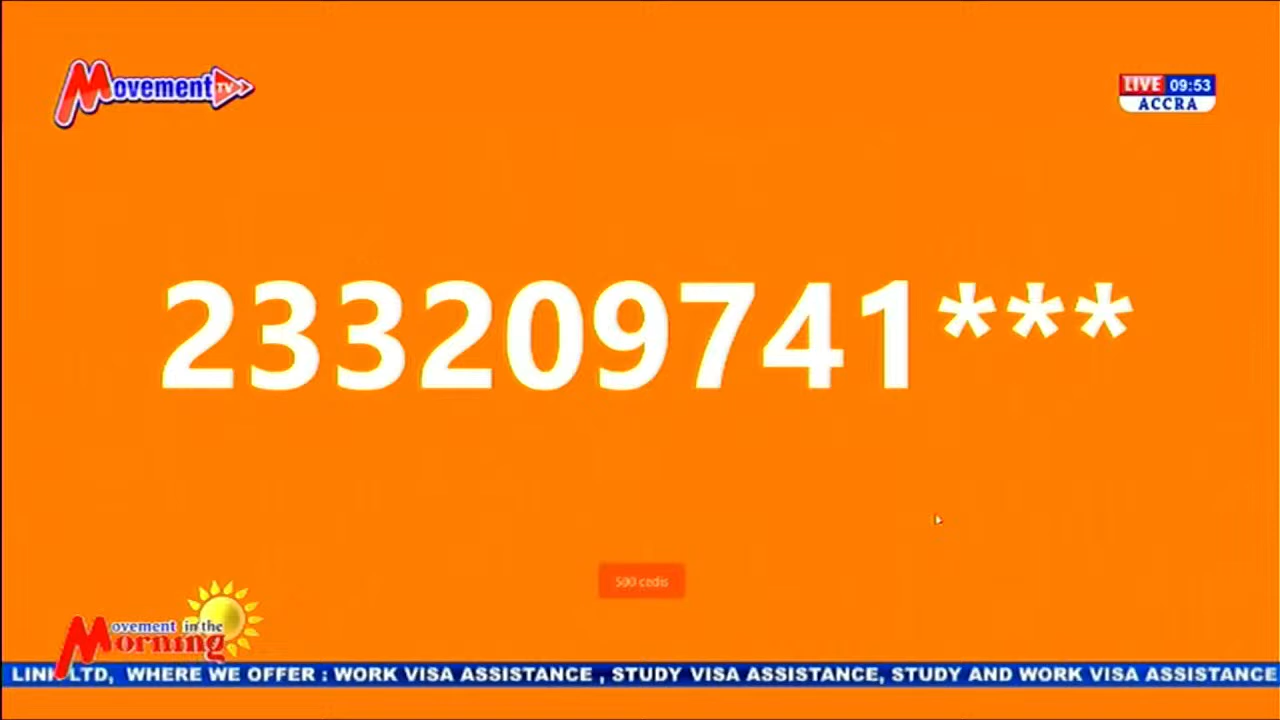 Movement TV
LIVE 09:53
ACCRA
233209741***
500 cedis
Movement in the
Morning
LINK LTD, WHERE WE OFFER : WORK VISA ASSISTANCE , STUDY VISA ASSISTANCE, STUDY AND WORK VISA ASSISTANCE